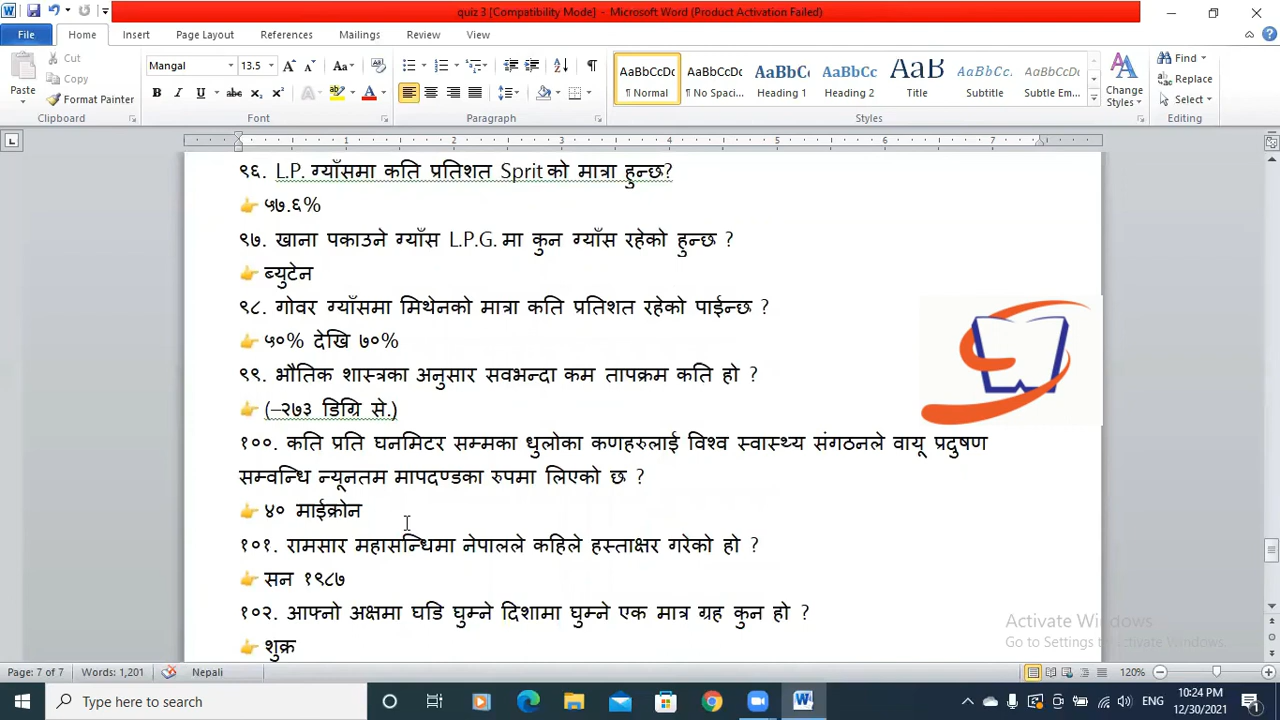 quiz 3 [Compatibility Mode] - Microsoft Word (Product Activation Failed)
File Home Insert Page Layout References Mailings Review View
Cut
Copy
Paste
Format Painter
Mangal 13.5
AaBbCcDc AaBbCcDc AaBbCc AaBbCc AaB AaBbCc. AaBbCcDc
¶ Normal ¶ No Spaci... Heading 1 Heading 2 Title Subtitle Subtle Em...
Change Styles
Find
Replace
Select
Clipboard Font Paragraph Styles Editing
1 2 3 4 5 6 7
९६. L.P. ग्याँसमा कति प्रतिशत Sprit को मात्रा हुन्छ?
👉 ५७.६%
९७. खाना पकाउने ग्याँस L.P.G. मा कुन ग्याँस रहेको हुन्छ ?
👉 ब्युटेन
९८. गोवर ग्याँसमा मिथेनको मात्रा कति प्रतिशत रहेको पाईन्छ ?
👉 ५०% देखि ७०%
९९. भौतिक शास्त्रका अनुसार सवभन्दा कम तापक्रम कति हो ?
👉 (–२७३ डिग्रि से.)
१००. कति प्रति घनमिटर सम्मका धुलोका कणहरुलाई विश्व स्वास्थ्य संगठनले वायू प्रदुषण
सम्वन्धि न्यूनतम मापदण्डका रुपमा लिएको छ ?
👉 ४० माईक्रोन
१०१. रामसार महासन्धिमा नेपालले कहिले हस्ताक्षर गरेको हो ?
👉 सन १९८७
१०२. आफ्नो अक्षमा घडि घुम्ने दिशामा घुम्ने एक मात्र ग्रह कुन हो ?
👉 शुक्र
Activate Windows
Go to Settings to activate Windows.
Page: 7 of 7 Words: 1,201 Nepali 120%
Type here to search
ENG
10:24 PM
12/30/2021